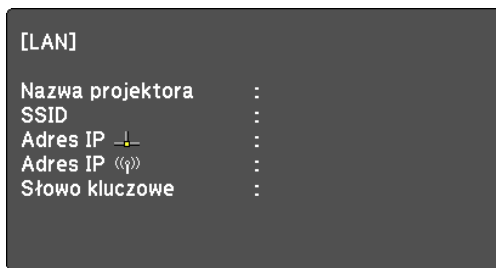 [LAN]
Nazwa projektora :
SSID :
Adres IP :
Adres IP :
Słowo kluczowe :